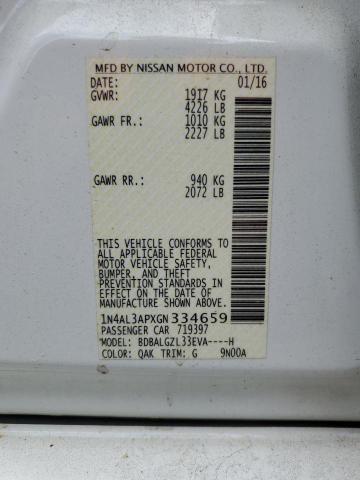 MFD BY NISSAN MOTOR CO., LTD.
DATE: 01/16
GVWR: 1917 KG
4226 LB
GAWR FR.: 1010 KG
2227 LB
GAWR RR.: 940 KG
2072 LB
THIS VEHICLE CONFORMS TO
ALL APPLICABLE FEDERAL
MOTOR VEHICLE SAFETY,
BUMPER, AND THEFT
PREVENTION STANDARDS IN
EFFECT ON THE DATE OF
MANUFACTURE SHOWN ABOVE.
1N4AL3APXGN334659
PASSENGER CAR 719397
MODEL: BDBALGZL33EVA----H
COLOR: QAK TRIM: G 9N00A